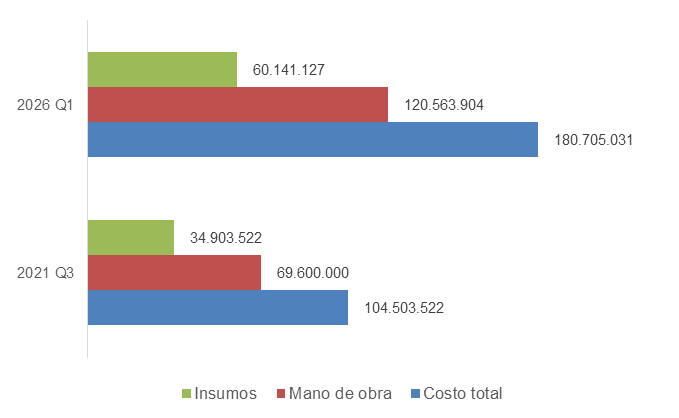 60.141.127
2026 Q1
120.563.904
180.705.031
34.903.522
2021 Q3
69.600.000
104.503.522
Insumos Mano de obra Costo total